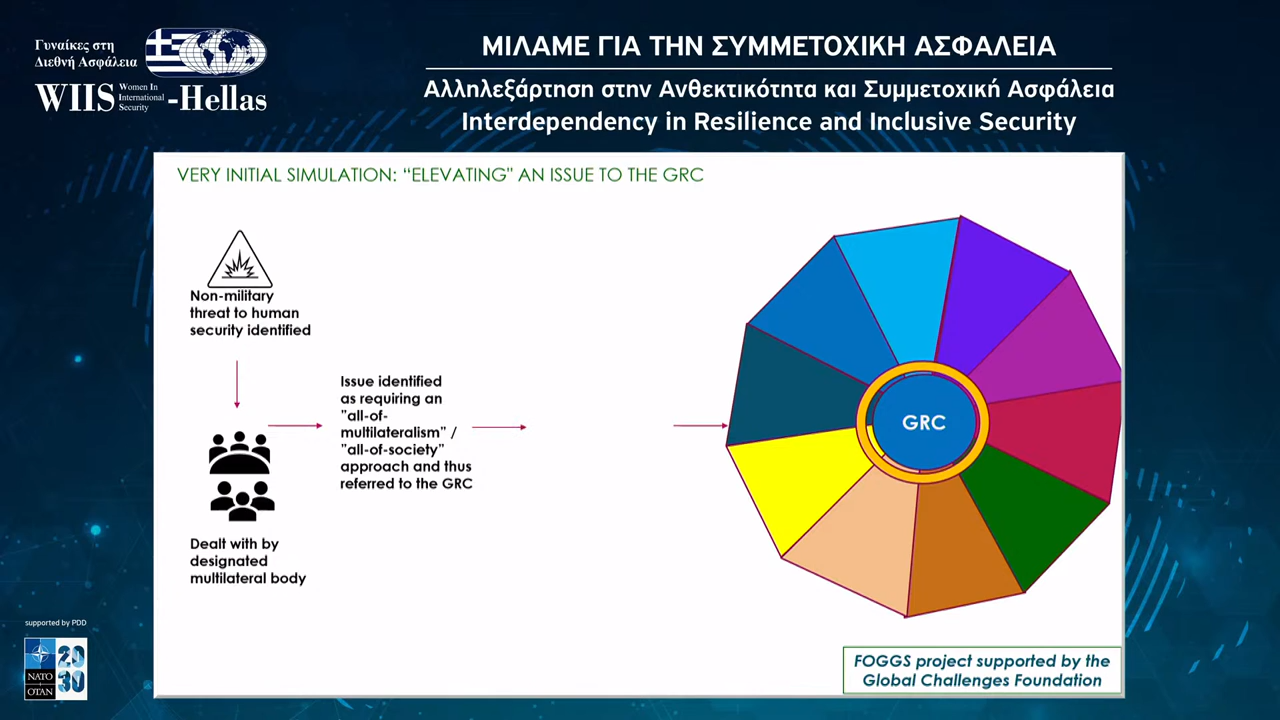 Γυναίκες στη
Διεθνή Ασφάλεια
WIIS Women In International Security -Hellas
ΜΙΛΑΜΕ ΓΙΑ ΤΗΝ ΣΥΜΜΕΤΟΧΙΚΗ ΑΣΦΑΛΕΙΑ
Αλληλεξάρτηση στην Ανθεκτικότητα και Συμμετοχική Ασφάλεια
Interdependency in Resilience and Inclusive Security
VERY INITIAL SIMULATION: “ELEVATING" AN ISSUE TO THE GRC
Non-military
threat to human
security identified
Dealt with by
designated
multilateral body
Issue identified
as requiring an
"all-of-
multilateralism" /
"all-of-society"
approach and thus
referred to the GRC
GRC
FOGGS project supported by the
Global Challenges Foundation
supported by PDD
NATO
OTAN
20
30